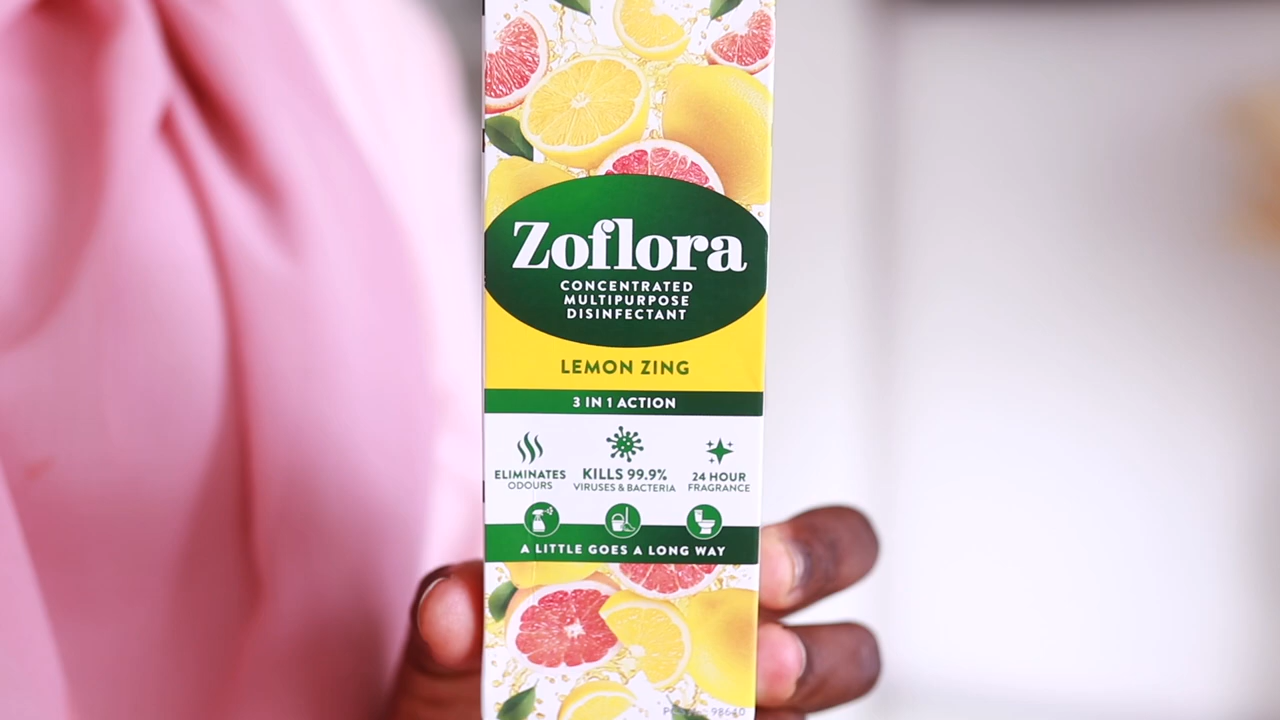 Zoflora
CONCENTRATED
MULTIPURPOSE
DISINFECTANT
LEMON ZING
3 IN 1 ACTION
ELIMINATES
ODOURS
KILLS 99.9%
VIRUSES & BACTERIA
24 HOUR
FRAGRANCE
A LITTLE GOES A LONG WAY